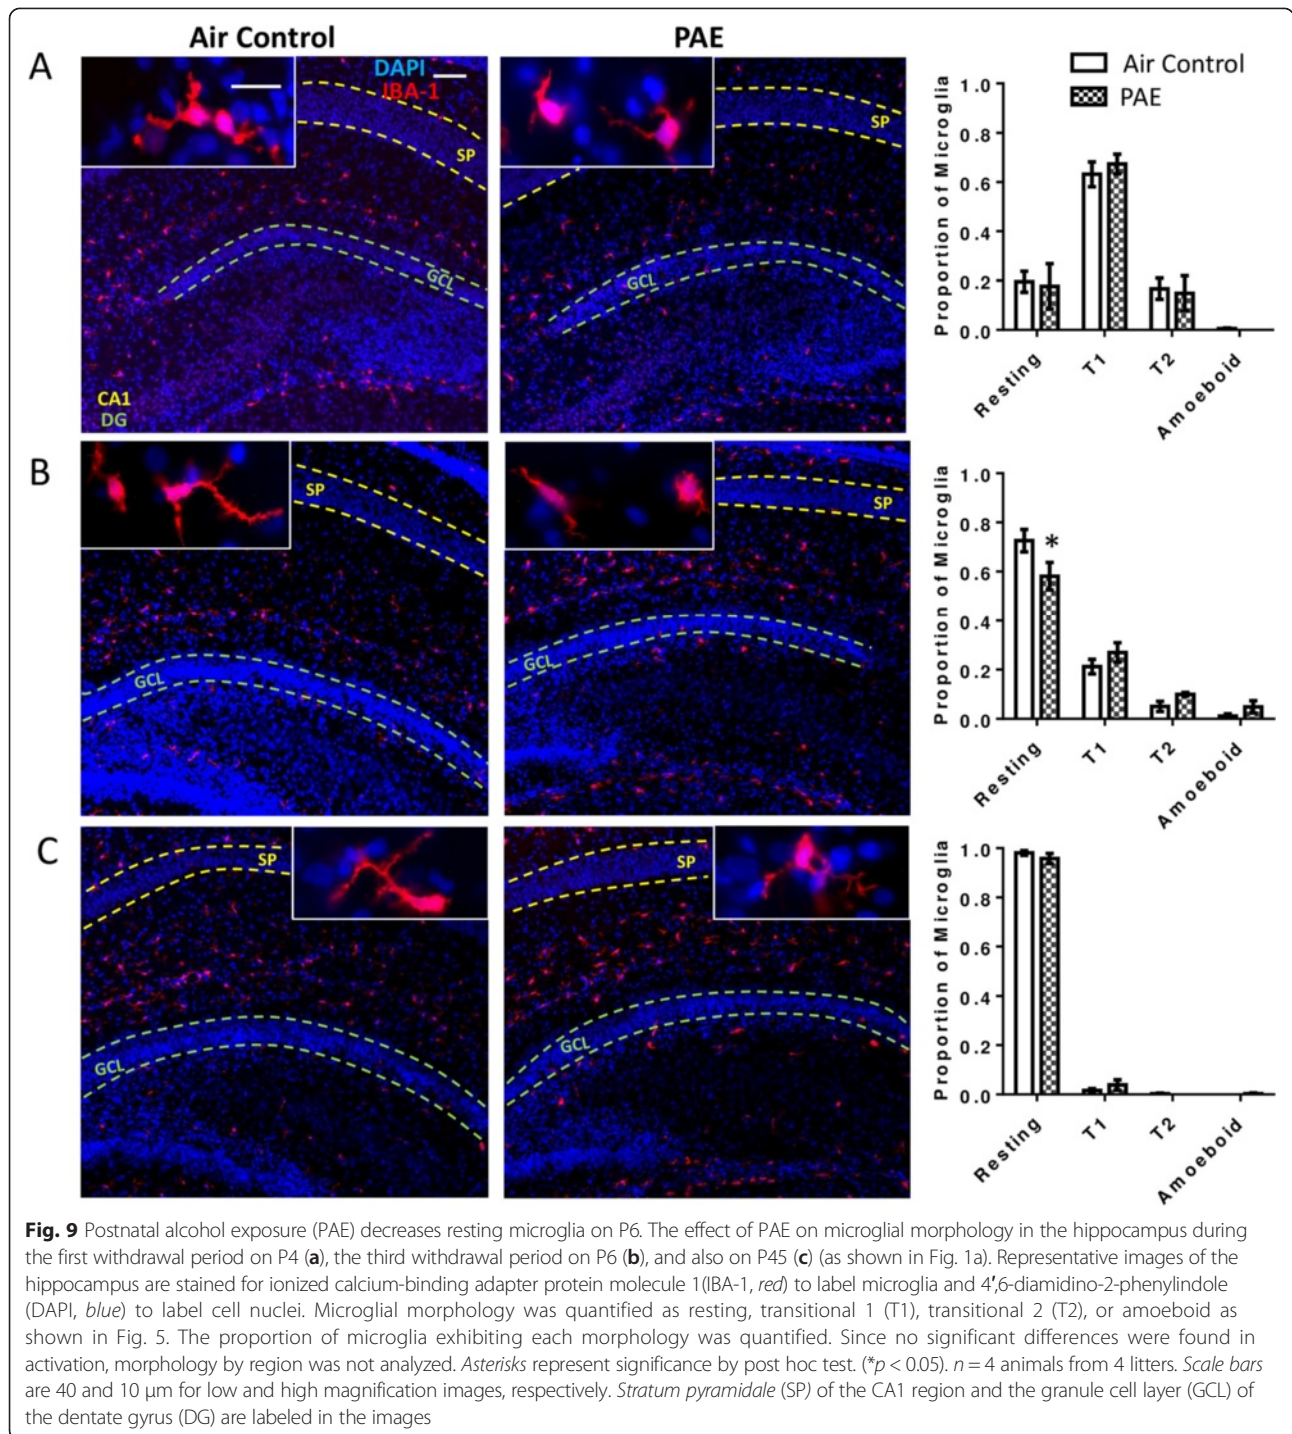 Air Control
PAE
A
DAPI
IBA-1
SP
GCL
CA1
DG
SP
GCL
Air Control
PAE
Proportion of Microglia
1.0
0.8
0.6
0.4
0.2
0.0
Resting
T1
T2
Amoeboid
B
SP
GCL
SP
GCL
Proportion of Microglia
1.0
0.8
0.6
0.4
0.2
0.0
*
Resting
T1
T2
Amoeboid
C
SP
GCL
SP
GCL
Proportion of Microglia
1.0
0.8
0.6
0.4
0.2
0.0
Resting
T1
T2
Amoeboid
Fig. 9 Postnatal alcohol exposure (PAE) decreases resting microglia on P6. The effect of PAE on microglial morphology in the hippocampus during
the first withdrawal period on P4 (a), the third withdrawal period on P6 (b), and also on P45 (c) (as shown in Fig. 1a). Representative images of the
hippocampus are stained for ionized calcium-binding adapter protein molecule 1(IBA-1, red) to label microglia and 4′,6-diamidino-2-phenylindole
(DAPI, blue) to label cell nuclei. Microglial morphology was quantified as resting, transitional 1 (T1), transitional 2 (T2), or amoeboid as
shown in Fig. 5. The proportion of microglia exhibiting each morphology was quantified. Since no significant differences were found in
activation, morphology by region was not analyzed. Asterisks represent significance by post hoc test. (*p < 0.05). n = 4 animals from 4 litters. Scale bars
are 40 and 10 μm for low and high magnification images, respectively. Stratum pyramidale (SP) of the CA1 region and the granule cell layer (GCL) of
the dentate gyrus (DG) are labeled in the images